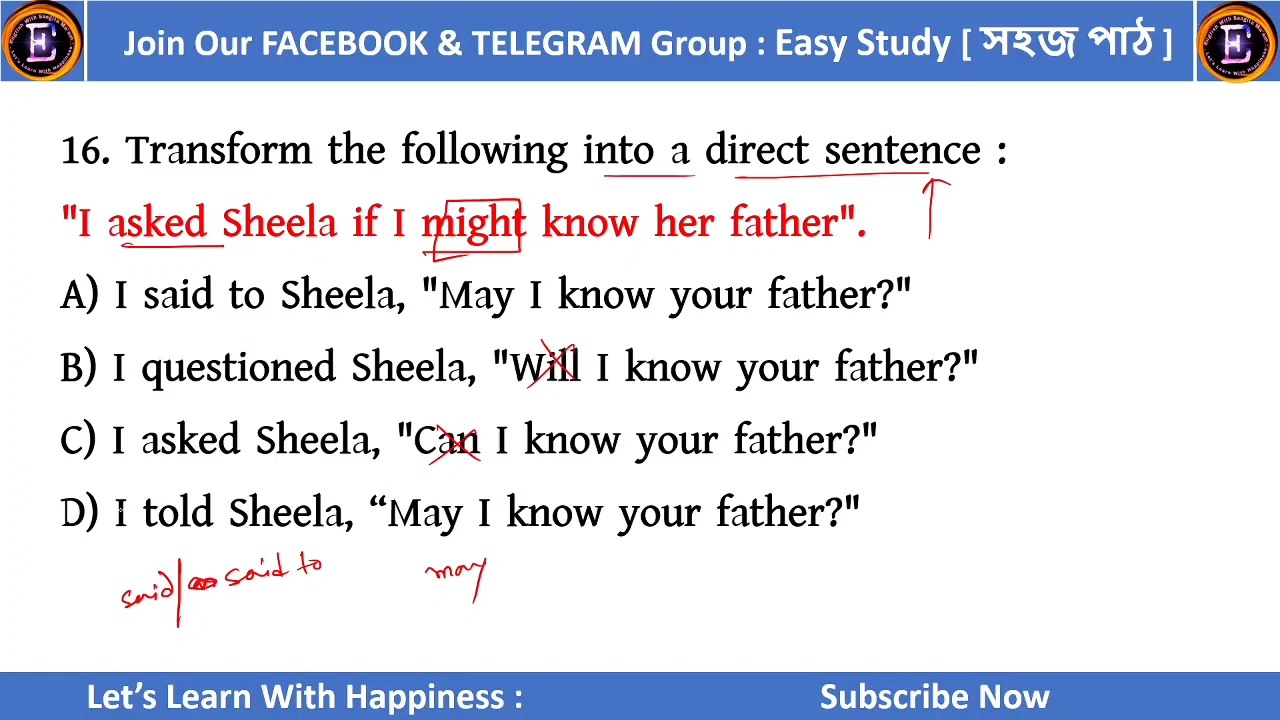 Join Our FACEBOOK & TELEGRAM Group : Easy Study [ সহজ পাঠ ]
16. Transform the following into a direct sentence :
"I asked Sheela if I might know her father".
A) I said to Sheela, "May I know your father?"
B) I questioned Sheela, "Will I know your father?"
C) I asked Sheela, "Can I know your father?"
D) I told Sheela, “May I know your father?"
said said to may
Let’s Learn With Happiness : Subscribe Now